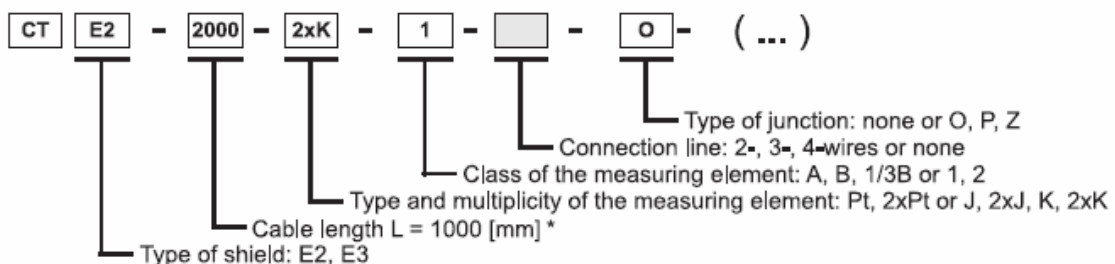 CT E2 - 2000 - 2xK - 1 - - O - (...)
Type of junction: none or O, P, Z
Connection line: 2-, 3-, 4-wires or none
Class of the measuring element: A, B, 1/3B or 1, 2
Type and multiplicity of the measuring element: Pt, 2xPt or J, 2xJ, K, 2xK
Cable length L = 1000 [mm] *
Type of shield: E2, E3